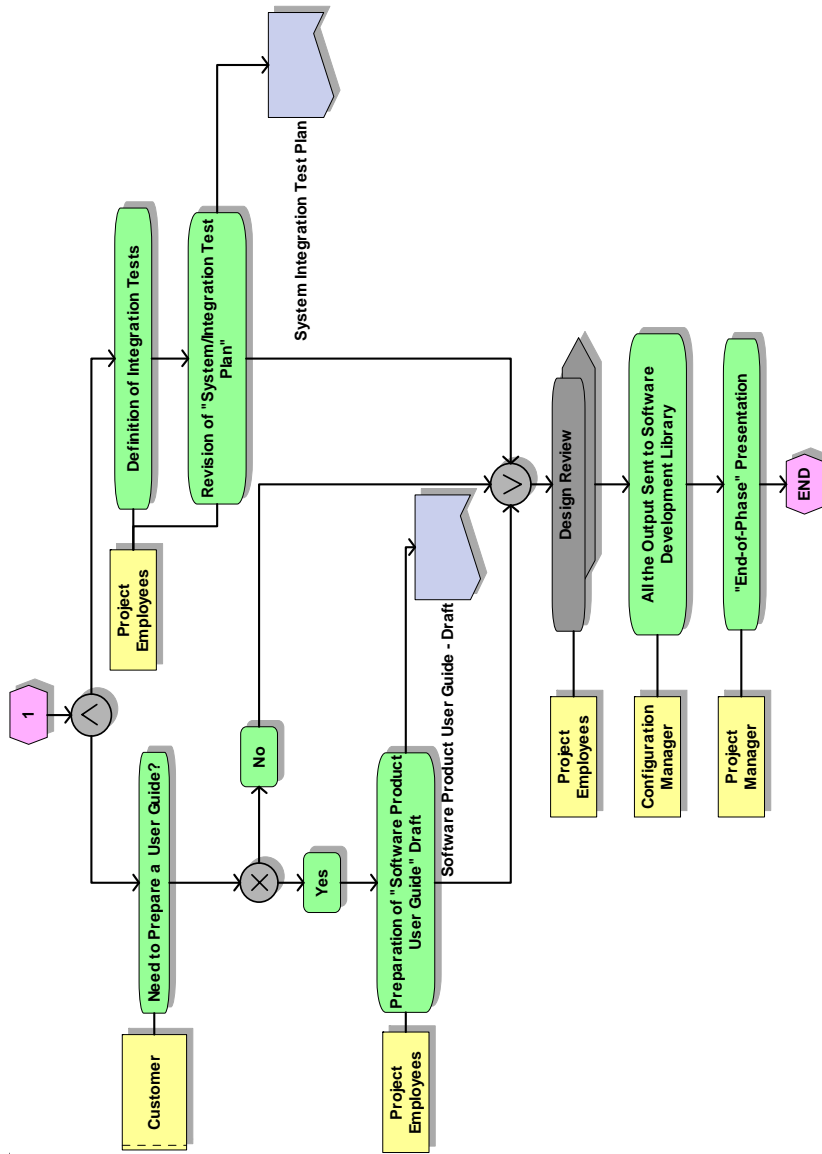 1
Customer
Need to Prepare a User Guide?
Project
Employees
Definition of Integration Tests
Revision of "System/Integration Test
Plan"
System Integration Test Plan
No
Yes
Project
Employees
Preparation of "Software Product
User Guide" Draft
Software Product User Guide - Draft
Project
Employees
Design Review
Configuration
Manager
All the Output Sent to Software
Development Library
Project
Manager
"End-of-Phase" Presentation
END